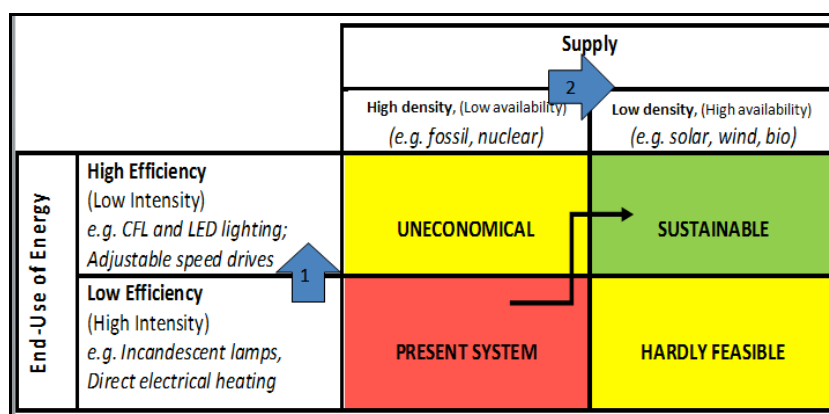 Supply
2
High density, (Low availability)
(e.g. fossil, nuclear)
Low density, (High availability)
(e.g. solar, wind, bio)
End-Use of Energy
High Efficiency
(Low Intensity)
e.g. CFL and LED lighting;
Adjustable speed drives
UNECONOMICAL
SUSTAINABLE
1
Low Efficiency
(High Intensity)
e.g. Incandescent lamps,
Direct electrical heating
PRESENT SYSTEM
HARDLY FEASIBLE